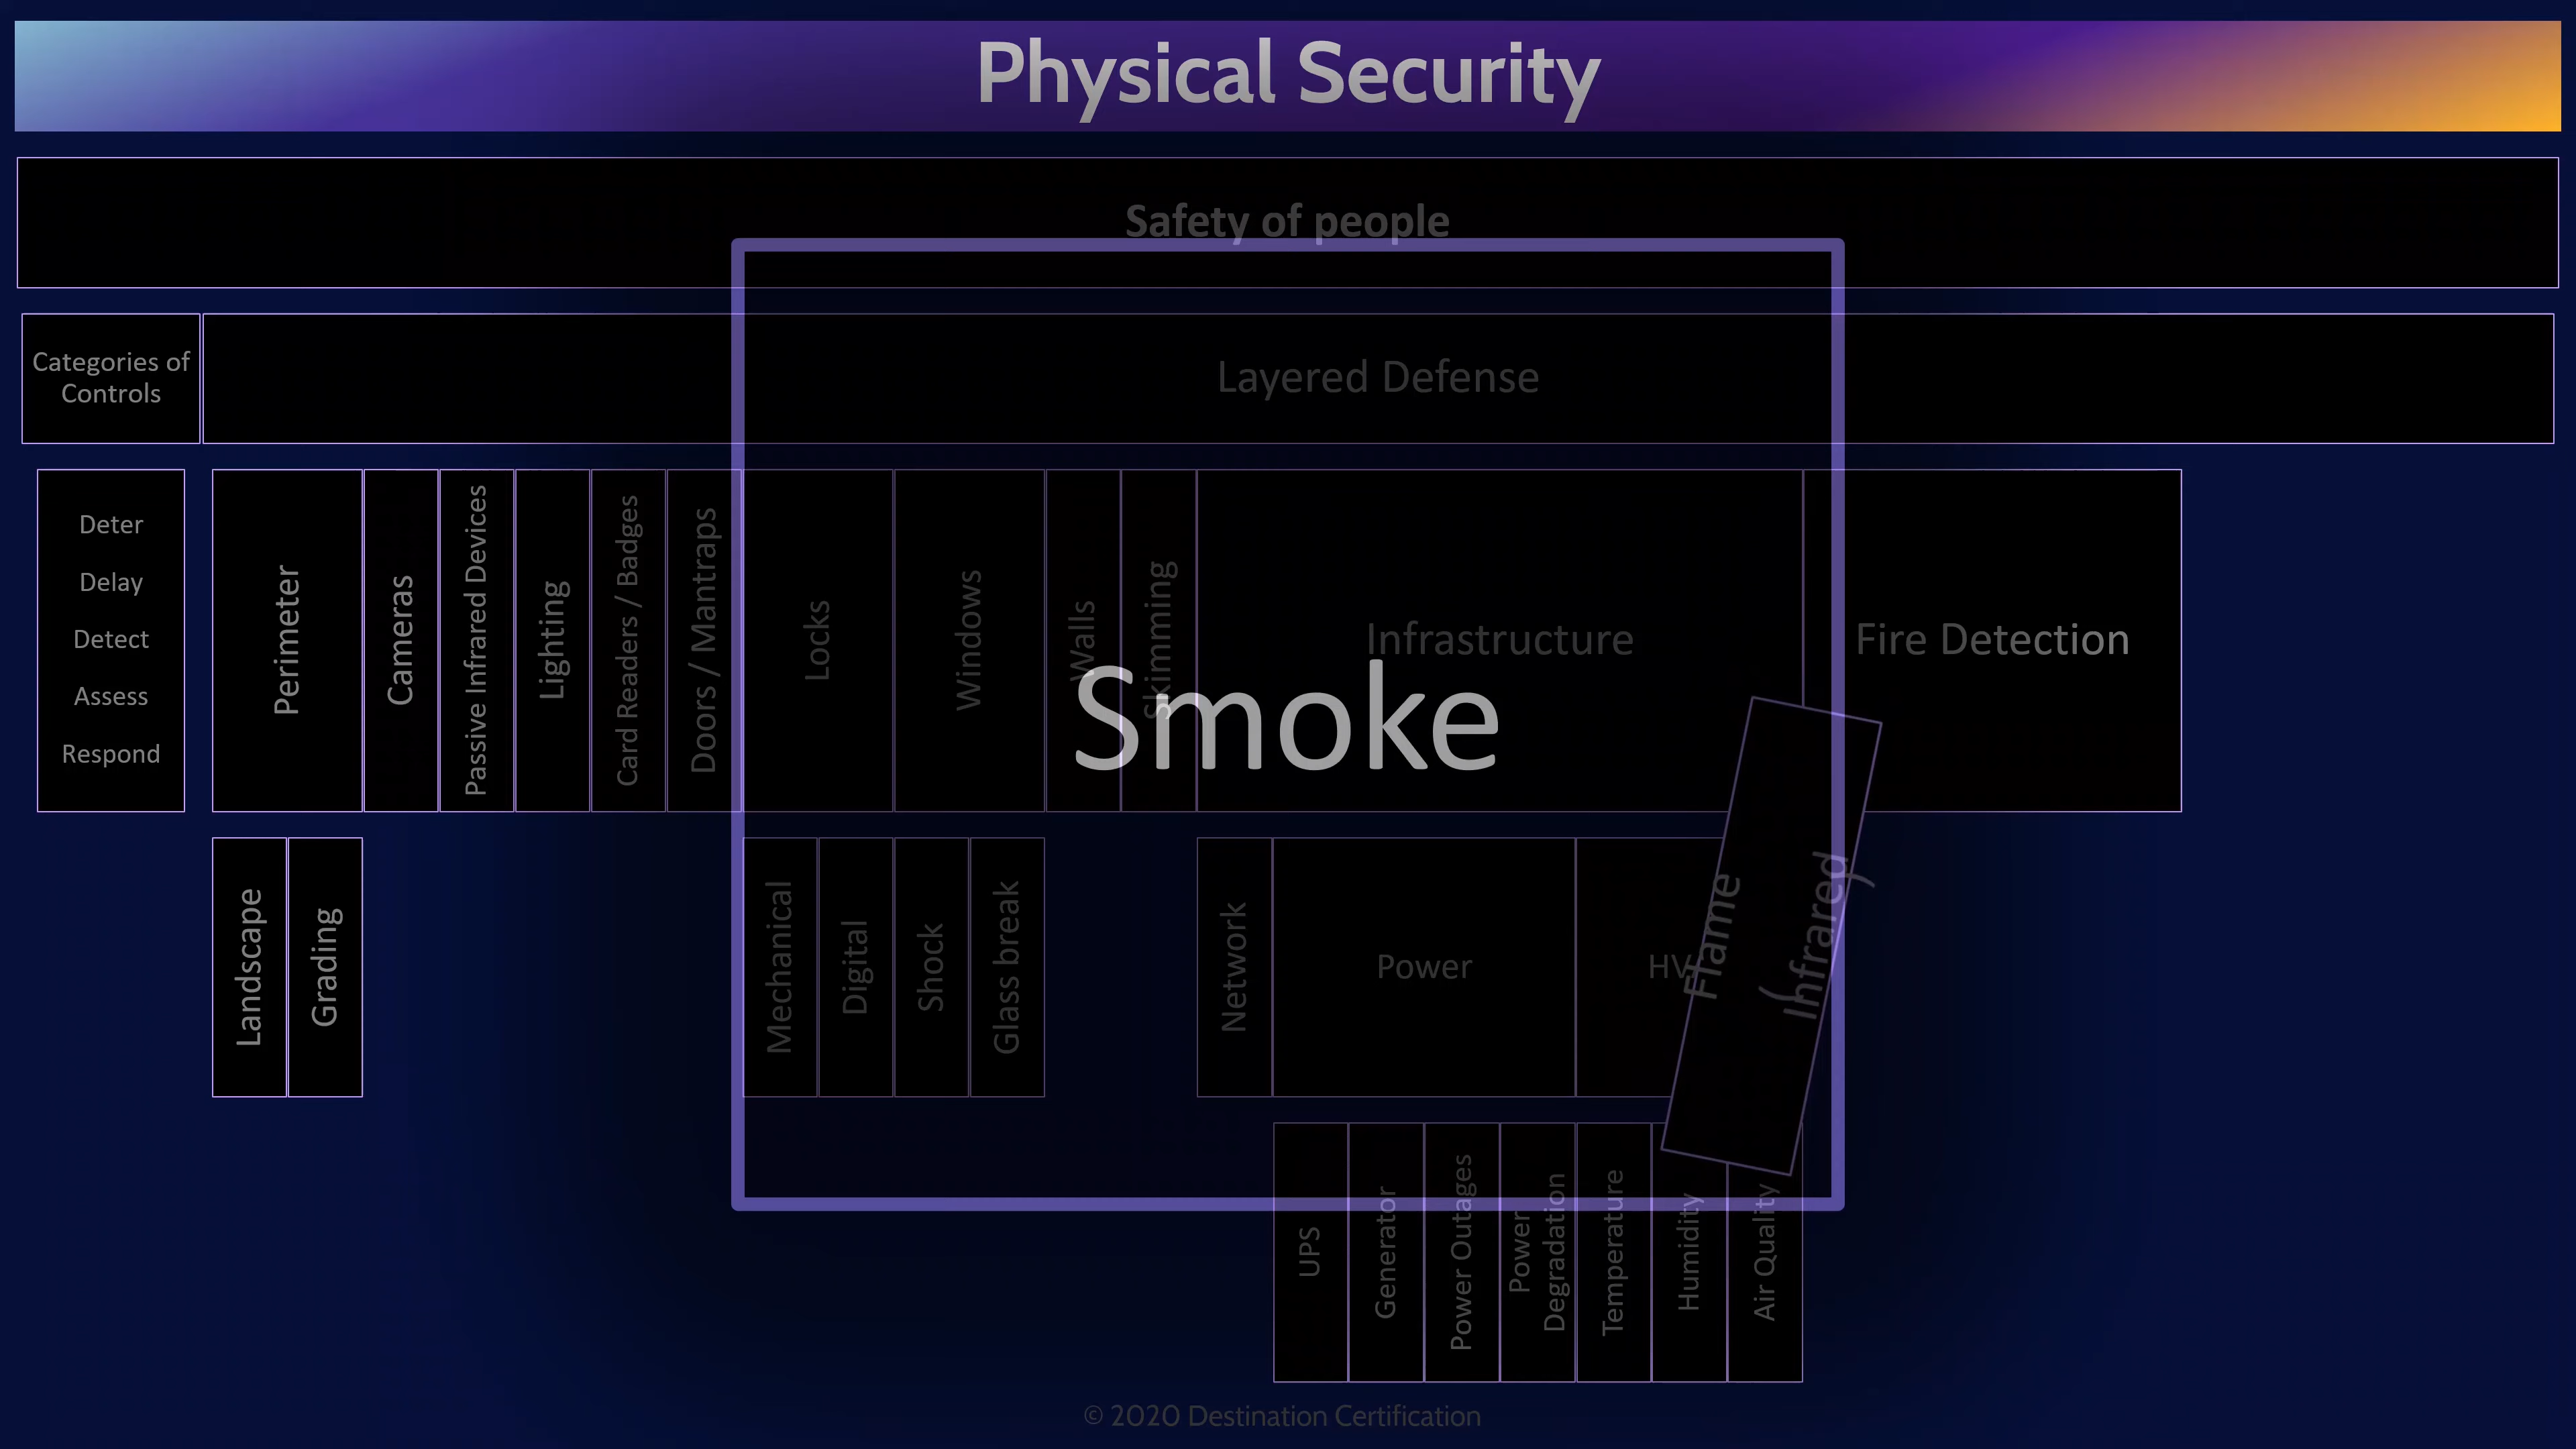 Physical Security
Safety of people
Categories of
Controls
Layered Defense
Deter
Delay
Detect
Assess
Respond
Perimeter
Cameras
Passive Infrared Devices
Lighting
Card Readers / Badges
Doors / Mantraps
Locks
Windows
Walls
Skimming
Infrastructure
Fire Detection
Smoke
Landscape
Grading
Mechanical
Digital
Shock
Glass break
Network
Power
HV
Flame
(Infrared)
UPS
Generator
Power Outages
Power
Degradation
Temperature
Humidity
Air Quality
© 2020 Destination Certification